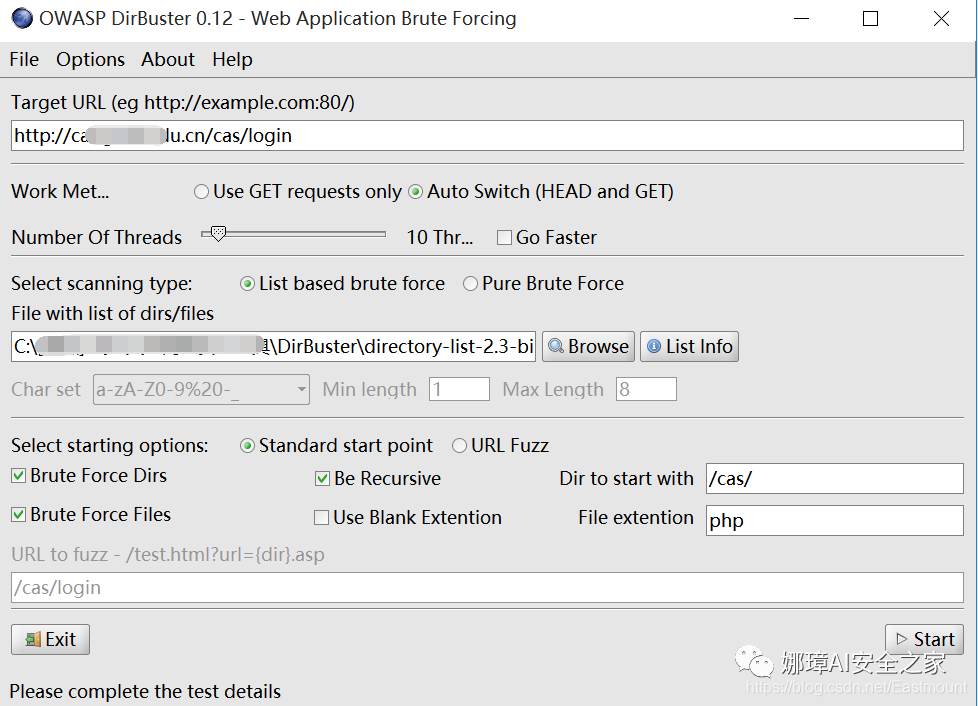 OWASP DirBuster 0.12 - Web Application Brute Forcing
File Options About Help
Target URL (eg http://example.com:80/)
http://ca du.cn/cas/login
Work Met... Use GET requests only Auto Switch (HEAD and GET)
Number Of Threads 10 Thr... Go Faster
Select scanning type: List based brute force Pure Brute Force
File with list of dirs/files
C:\ \DirBuster\directory-list-2.3-bi Browse List Info
Char set a-zA-Z0-9%20-_ Min length 1 Max Length 8
Select starting options: Standard start point URL Fuzz
Brute Force Dirs Be Recursive Dir to start with /cas/
Brute Force Files Use Blank Extention File extention php
URL to fuzz - /test.html?url={dir}.asp
/cas/login
Exit Start
娜璋AI安全之家
https://blog.csdn.net/Eastmount
Please complete the test details